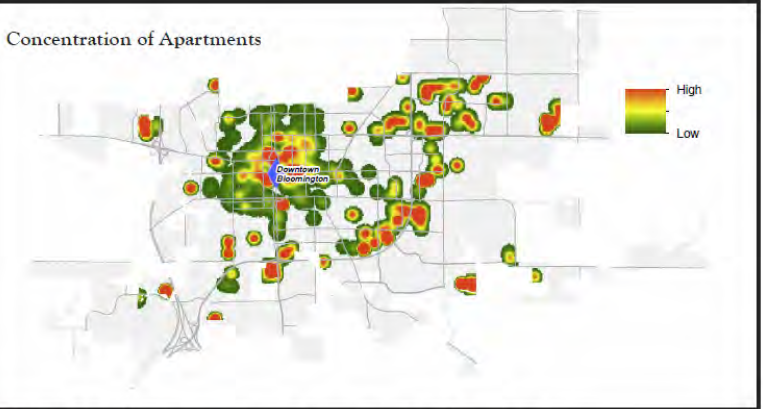 Concentration of Apartments
High
Low
Downtown
Bloomington